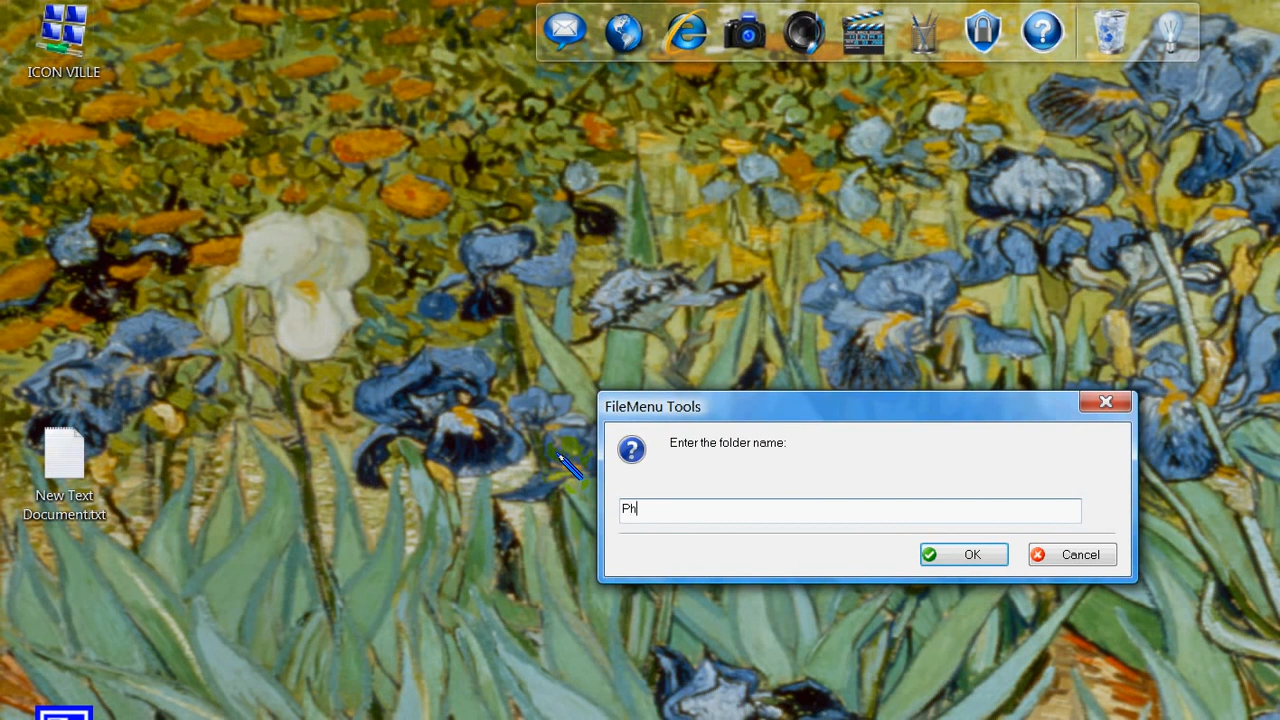 ICON VILLE
FileMenu Tools
Enter the folder name:
Ph
OK
Cancel
New Text
Document.txt